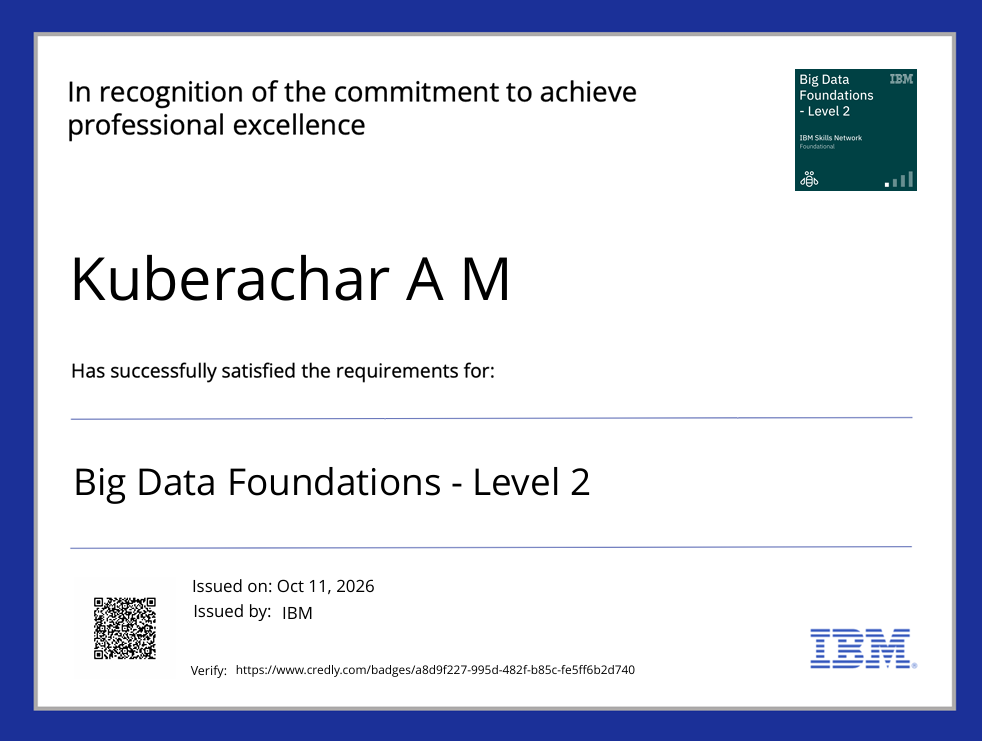 In recognition of the commitment to achieve
professional excellence
Big Data
Foundations
- Level 2
IBM
IBM Skills Network
Foundational
Kuberachar A M
Has successfully satisfied the requirements for:
Big Data Foundations - Level 2
Issued on: Oct 11, 2026
Issued by: IBM
Verify: https://www.credly.com/badges/a8d9f227-995d-482f-b85c-fe5ff6b2d740
IBM®